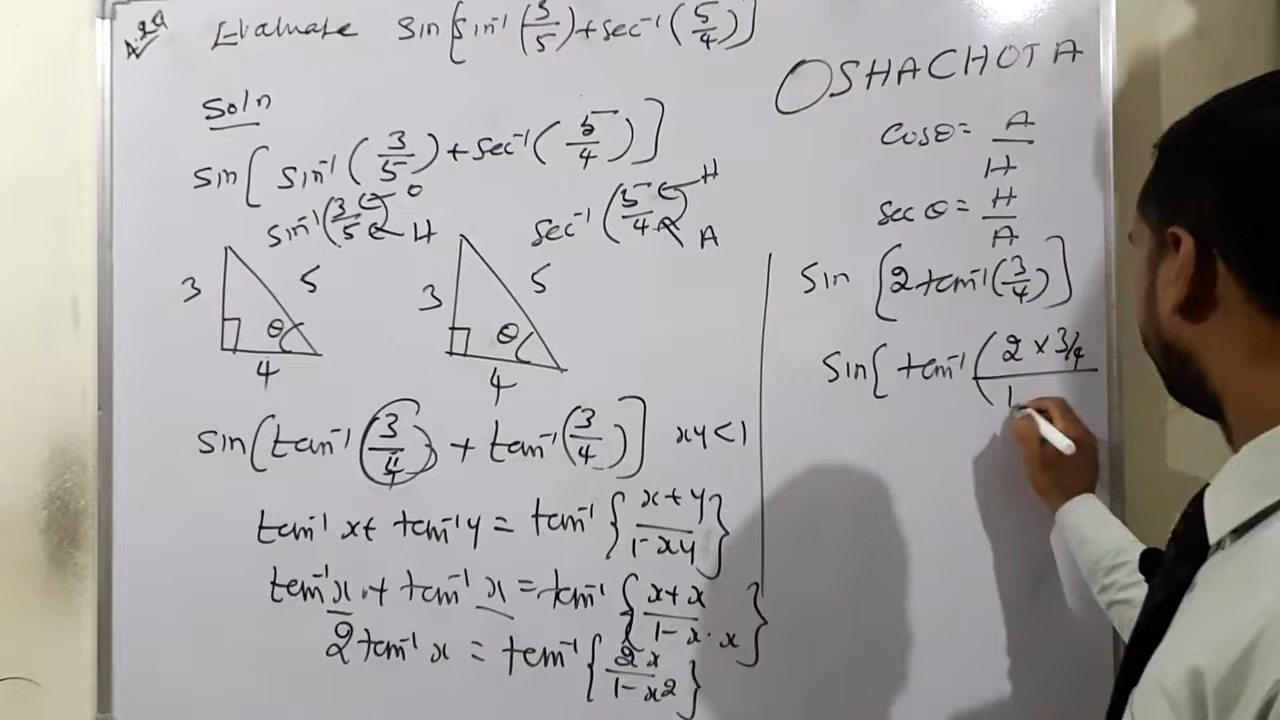 A.29 Evaluate sin[sin⁻¹(3/5)+sec⁻¹(5/4)]
Soln
sin[sin⁻¹(3/5)+sec⁻¹(5/4)]
sin⁻¹(3/5) O H
sec⁻¹(5/4) H A
3 5 θ 4
3 5 θ 4
sin[tan⁻¹(3/4) + tan⁻¹(3/4)] xy<1
tan⁻¹ x + tan⁻¹ y = tan⁻¹ {x+y/1-xy}
tan⁻¹ x + tan⁻¹ x = tan⁻¹ {x+x/1-x·x}
2 tan⁻¹ x = tan⁻¹ {2x/1-x2}
OSHACHOTA
cosθ = A/H
sec θ = H/A
sin [2 tan⁻¹(3/4)]
sin[ tan⁻¹ (2 × 3/4 / 1